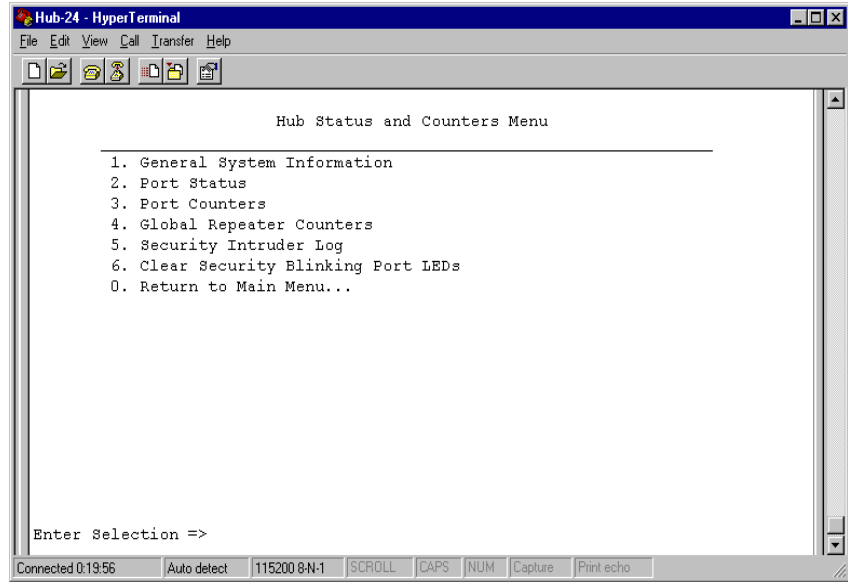 Hub-24 - HyperTerminal
File Edit View Call Transfer Help
Hub Status and Counters Menu
1. General System Information
2. Port Status
3. Port Counters
4. Global Repeater Counters
5. Security Intruder Log
6. Clear Security Blinking Port LEDs
0. Return to Main Menu...
Enter Selection =>
Connected 0:19:56 Auto detect 115200 8-N-1 SCROLL CAPS NUM Capture Print echo